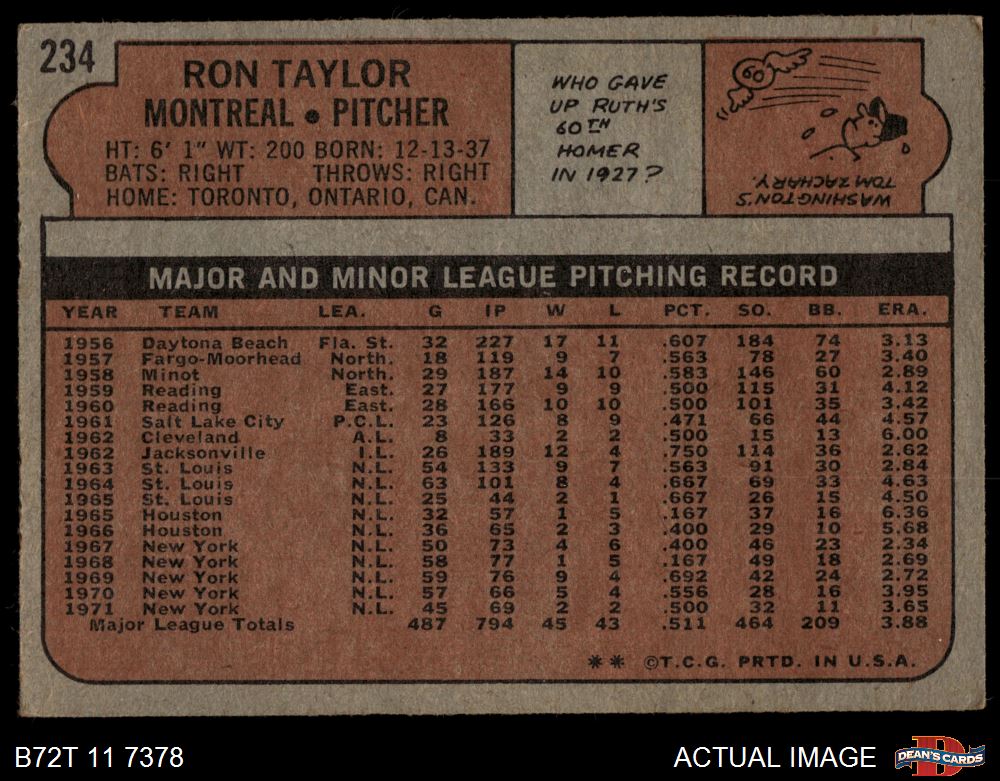 234
RON TAYLOR
MONTREAL • PITCHER
HT: 6' 1" WT: 200 BORN: 12-13-37
BATS: RIGHT THROWS: RIGHT
HOME: TORONTO, ONTARIO, CAN.
WHO GAVE
UP RUTH'S
60TH
HOMER
IN 1927?
WASHINGTON'S
TOM ZACHARY.
MAJOR AND MINOR LEAGUE PITCHING RECORD
YEAR TEAM LEA. G IP W L PCT. SO. BB. ERA.
1956 Daytona Beach Fla. St. 32 227 17 11 .607 184 74 3.13
1957 Fargo-Moorhead North. 18 119 9 7 .563 78 27 3.40
1958 Minot North. 29 187 14 10 .583 146 60 2.89
1959 Reading East. 27 177 9 9 .500 115 31 4.12
1960 Reading East. 28 166 10 10 .500 101 35 3.42
1961 Salt Lake City P.C.L. 23 126 8 9 .471 66 44 4.57
1962 Cleveland A.L. 8 33 2 2 .500 15 13 6.00
1962 Jacksonville I.L. 26 189 12 4 .750 114 36 2.62
1963 St. Louis N.L. 54 133 9 7 .563 91 30 2.84
1964 St. Louis N.L. 63 101 8 4 .667 69 33 4.63
1965 St. Louis N.L. 25 44 2 1 .667 26 15 4.50
1965 Houston N.L. 32 57 1 5 .167 37 16 6.36
1966 Houston N.L. 36 65 2 3 .400 29 10 5.68
1967 New York N.L. 50 73 4 6 .400 46 23 2.34
1968 New York N.L. 58 77 1 5 .167 49 18 2.69
1969 New York N.L. 59 76 9 4 .692 42 24 2.72
1970 New York N.L. 57 66 5 4 .556 28 16 3.95
1971 New York N.L. 45 69 2 2 .500 32 11 3.65
Major League Totals 487 794 45 43 .511 464 209 3.88
** ©T.C.G. PRTD. IN U.S.A.
B72T 11 7378
ACTUAL IMAGE
DEAN'S CARDS